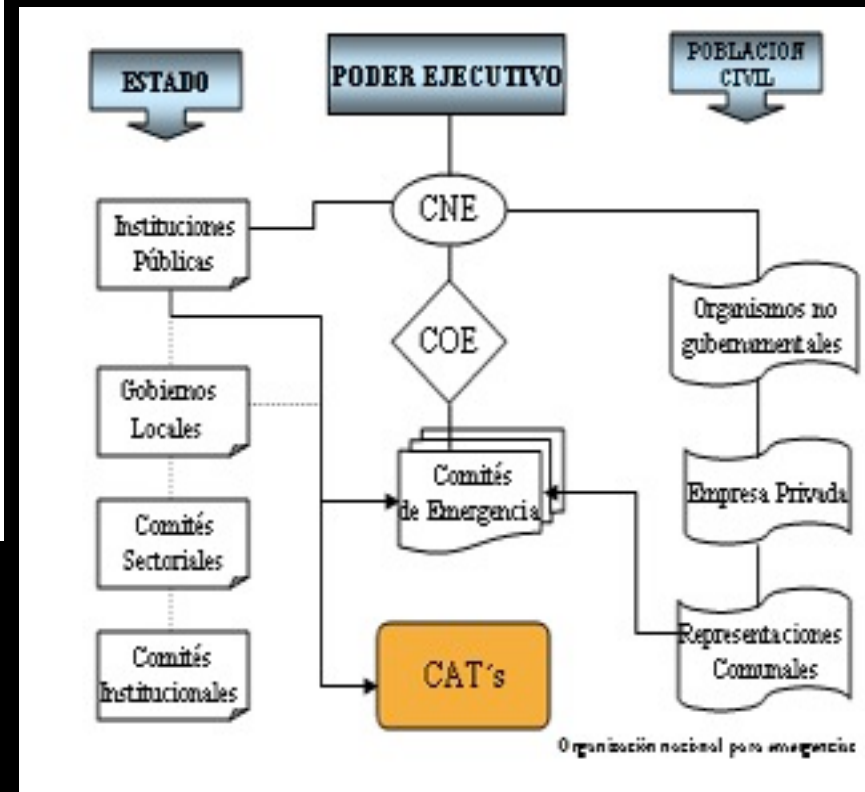 ESTADO
PODER EJECUTIVO
POBLACION
CIVIL
CNE
Instituciones
Públicas
Organismos no
gubernamentales
COE
Gobiernos
Locales
Comités
de Emergencia
Empresa Privada
Comités
Sectoriales
CAT´s
Representaciones
Comunales
Comités
Institucionales
Organización nacional para emergencias